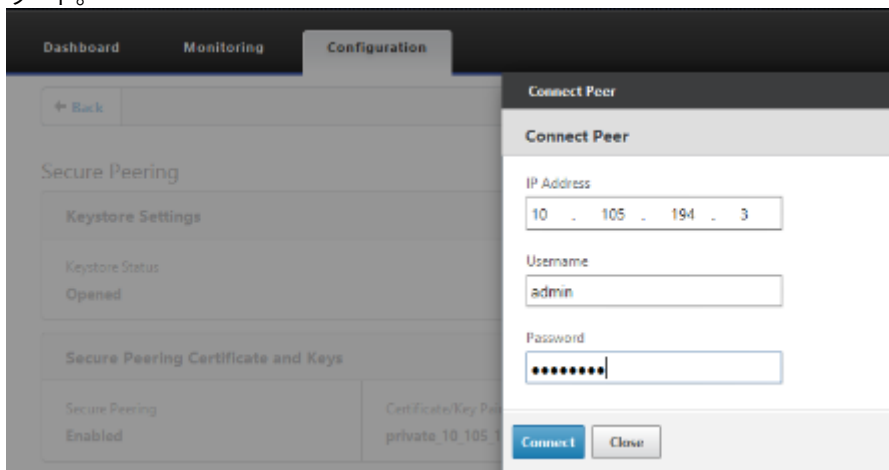 Dashboard Monitoring Configuration
Connect Peer
Back
Connect Peer
Secure Peering
IP Address
Keystore Settings
10 . 105 . 194 . 3
Keystore Status
Username
Opened
admin
Password
Secure Peering Certificate and Keys
••••••••
Secure Peering Certificate/Key Pai
Enabled private_10_105_1
Connect Close